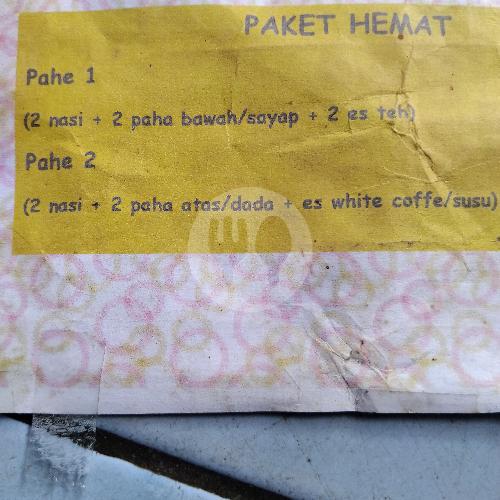 PAKET HEMAT
Pahe 1
(2 nasi + 2 paha bawah/sayap + 2 es teh)
Pahe 2
(2 nasi + 2 paha atas/dada + es white coffe/susu)